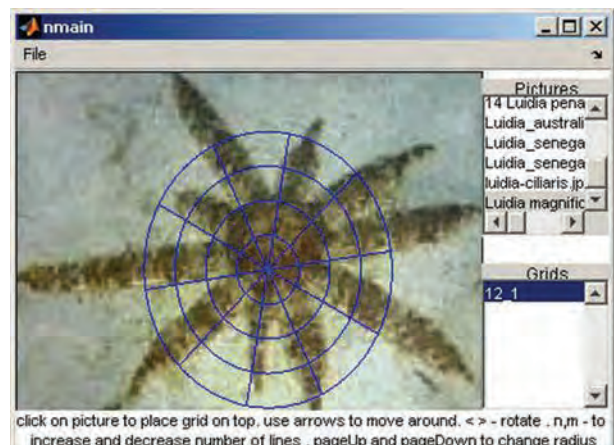 nmain
File
Pictures
14 Luidia pena
Luidia_australi
Luidia_senega
Luidia_senega
luidia-ciliaris.jp
Luidia magnific
Grids
12_1
click on picture to place grid on top. use arrows to move around. < > - rotate . n,m - to
increase and decrease number of lines . pageUp and pageDown to change radius